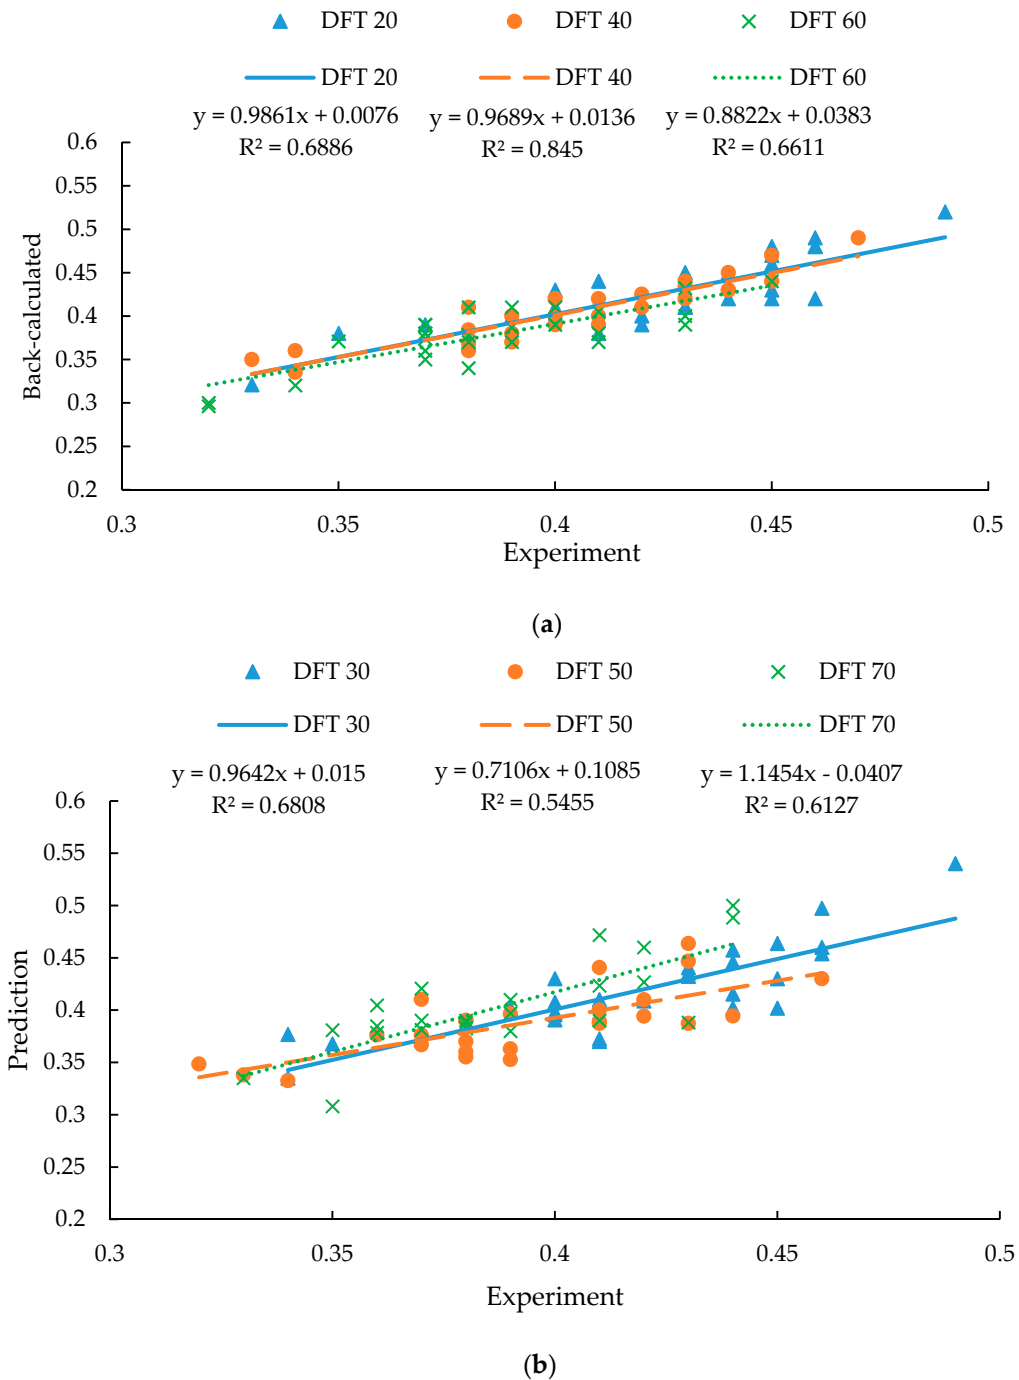 DFT 20 DFT 40 DFT 60
DFT 20 DFT 40 DFT 60
y = 0.9861x + 0.0076 y = 0.9689x + 0.0136 y = 0.8822x + 0.0383
R² = 0.6886 R² = 0.845 R² = 0.6611
0.6
0.55
0.5
0.45
0.4
0.35
0.3
0.25
0.2
Back-calculated
0.3 0.35 0.4 0.45 0.5
Experiment
(a)
DFT 30 DFT 50 DFT 70
DFT 30 DFT 50 DFT 70
y = 0.9642x + 0.015 y = 0.7106x + 0.1085 y = 1.1454x - 0.0407
R² = 0.6808 R² = 0.5455 R² = 0.6127
0.6
0.55
0.5
0.45
0.4
0.35
0.3
0.25
0.2
Prediction
0.3 0.35 0.4 0.45 0.5
Experiment
(b)